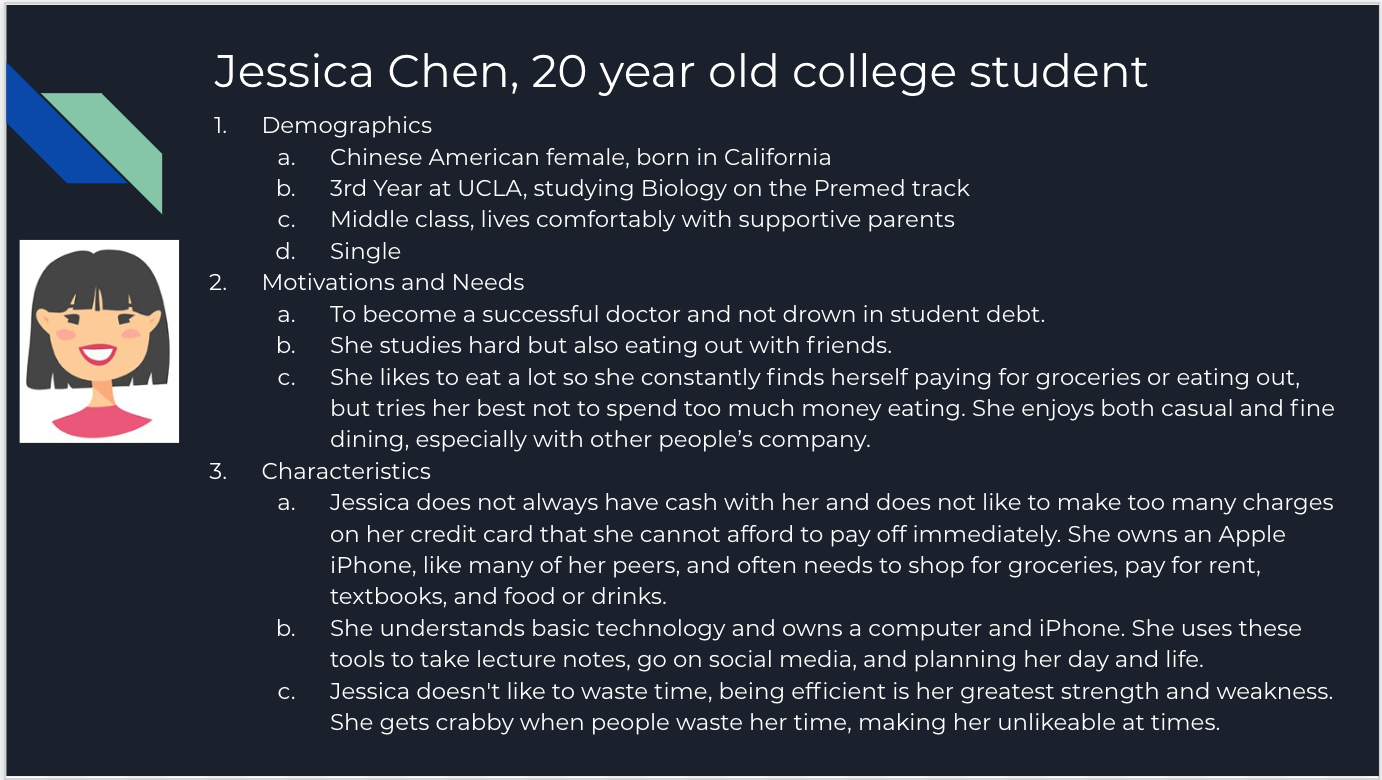 Jessica Chen, 20 year old college student
1. Demographics
a. Chinese American female, born in California
b. 3rd Year at UCLA, studying Biology on the Premed track
c. Middle class, lives comfortably with supportive parents
d. Single
2. Motivations and Needs
a. To become a successful doctor and not drown in student debt.
b. She studies hard but also eating out with friends.
c. She likes to eat a lot so she constantly finds herself paying for groceries or eating out,
but tries her best not to spend too much money eating. She enjoys both casual and fine
dining, especially with other people’s company.
3. Characteristics
a. Jessica does not always have cash with her and does not like to make too many charges
on her credit card that she cannot afford to pay off immediately. She owns an Apple
iPhone, like many of her peers, and often needs to shop for groceries, pay for rent,
textbooks, and food or drinks.
b. She understands basic technology and owns a computer and iPhone. She uses these
tools to take lecture notes, go on social media, and planning her day and life.
c. Jessica doesn't like to waste time, being efficient is her greatest strength and weakness.
She gets crabby when people waste her time, making her unlikeable at times.